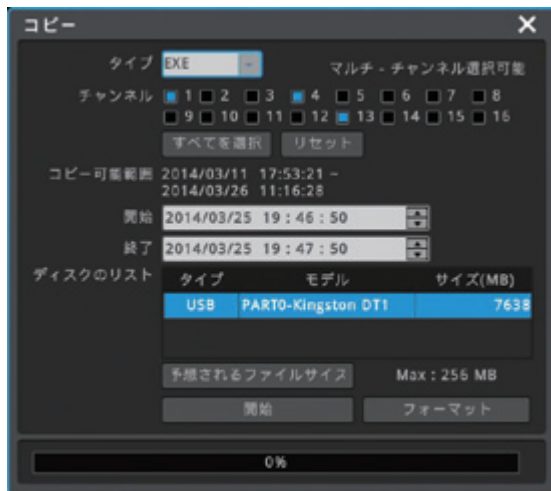 コピー
タイプ EXE マルチ - チャンネル選択可能
チャンネル 1 2 3 4 5 6 7 8
9 10 11 12 13 14 15 16
すべてを選択 リセット
コピー可能範囲 2014/03/11 17:53:21 ~
2014/03/26 11:16:28
開始 2014/03/25 19 : 46 : 50
終了 2014/03/25 19 : 47 : 50
ディスクのリスト タイプ モデル サイズ(MB)
USB PART0-Kingston DT1 7638
予想されるファイルサイズ Max : 256 MB
開始 フォーマット
0%